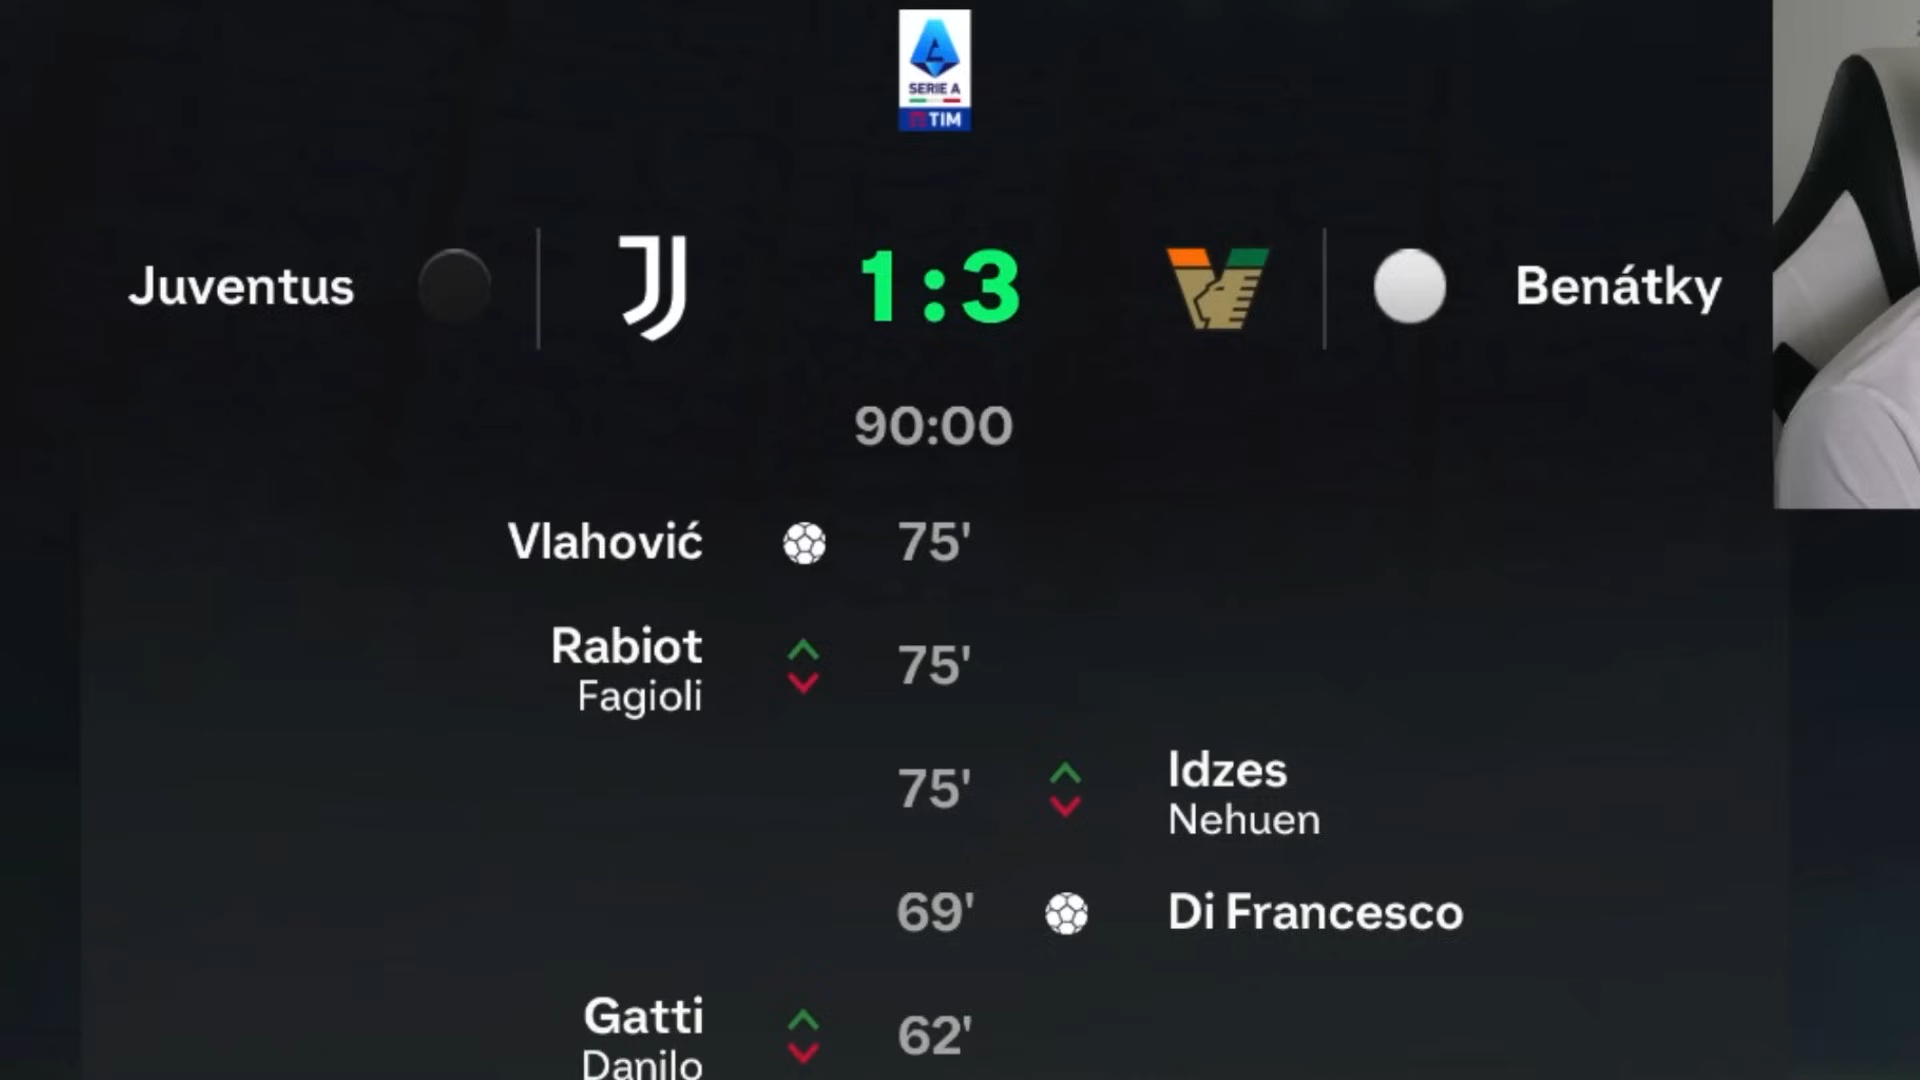 SERIE A
TIM
Juventus 1:3 Benátky
90:00
Vlahović 75'
Rabiot 75'
Fagioli
75' Idzes
Nehuen
69' Di Francesco
Gatti 62'
Danilo